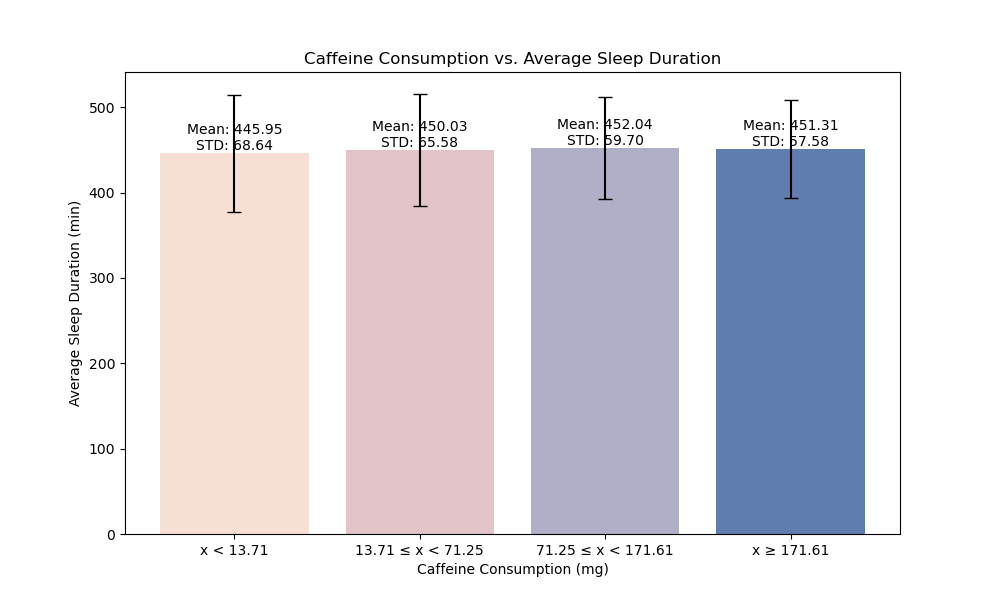 Caffeine Consumption vs. Average Sleep Duration
Average Sleep Duration (min)
500
400
300
200
100
0
Mean: 445.95
STD: 68.64
Mean: 450.03
STD: 65.58
Mean: 452.04
STD: 59.70
Mean: 451.31
STD: 57.58
x < 13.71
13.71 ≤ x < 71.25
71.25 ≤ x < 171.61
x ≥ 171.61
Caffeine Consumption (mg)